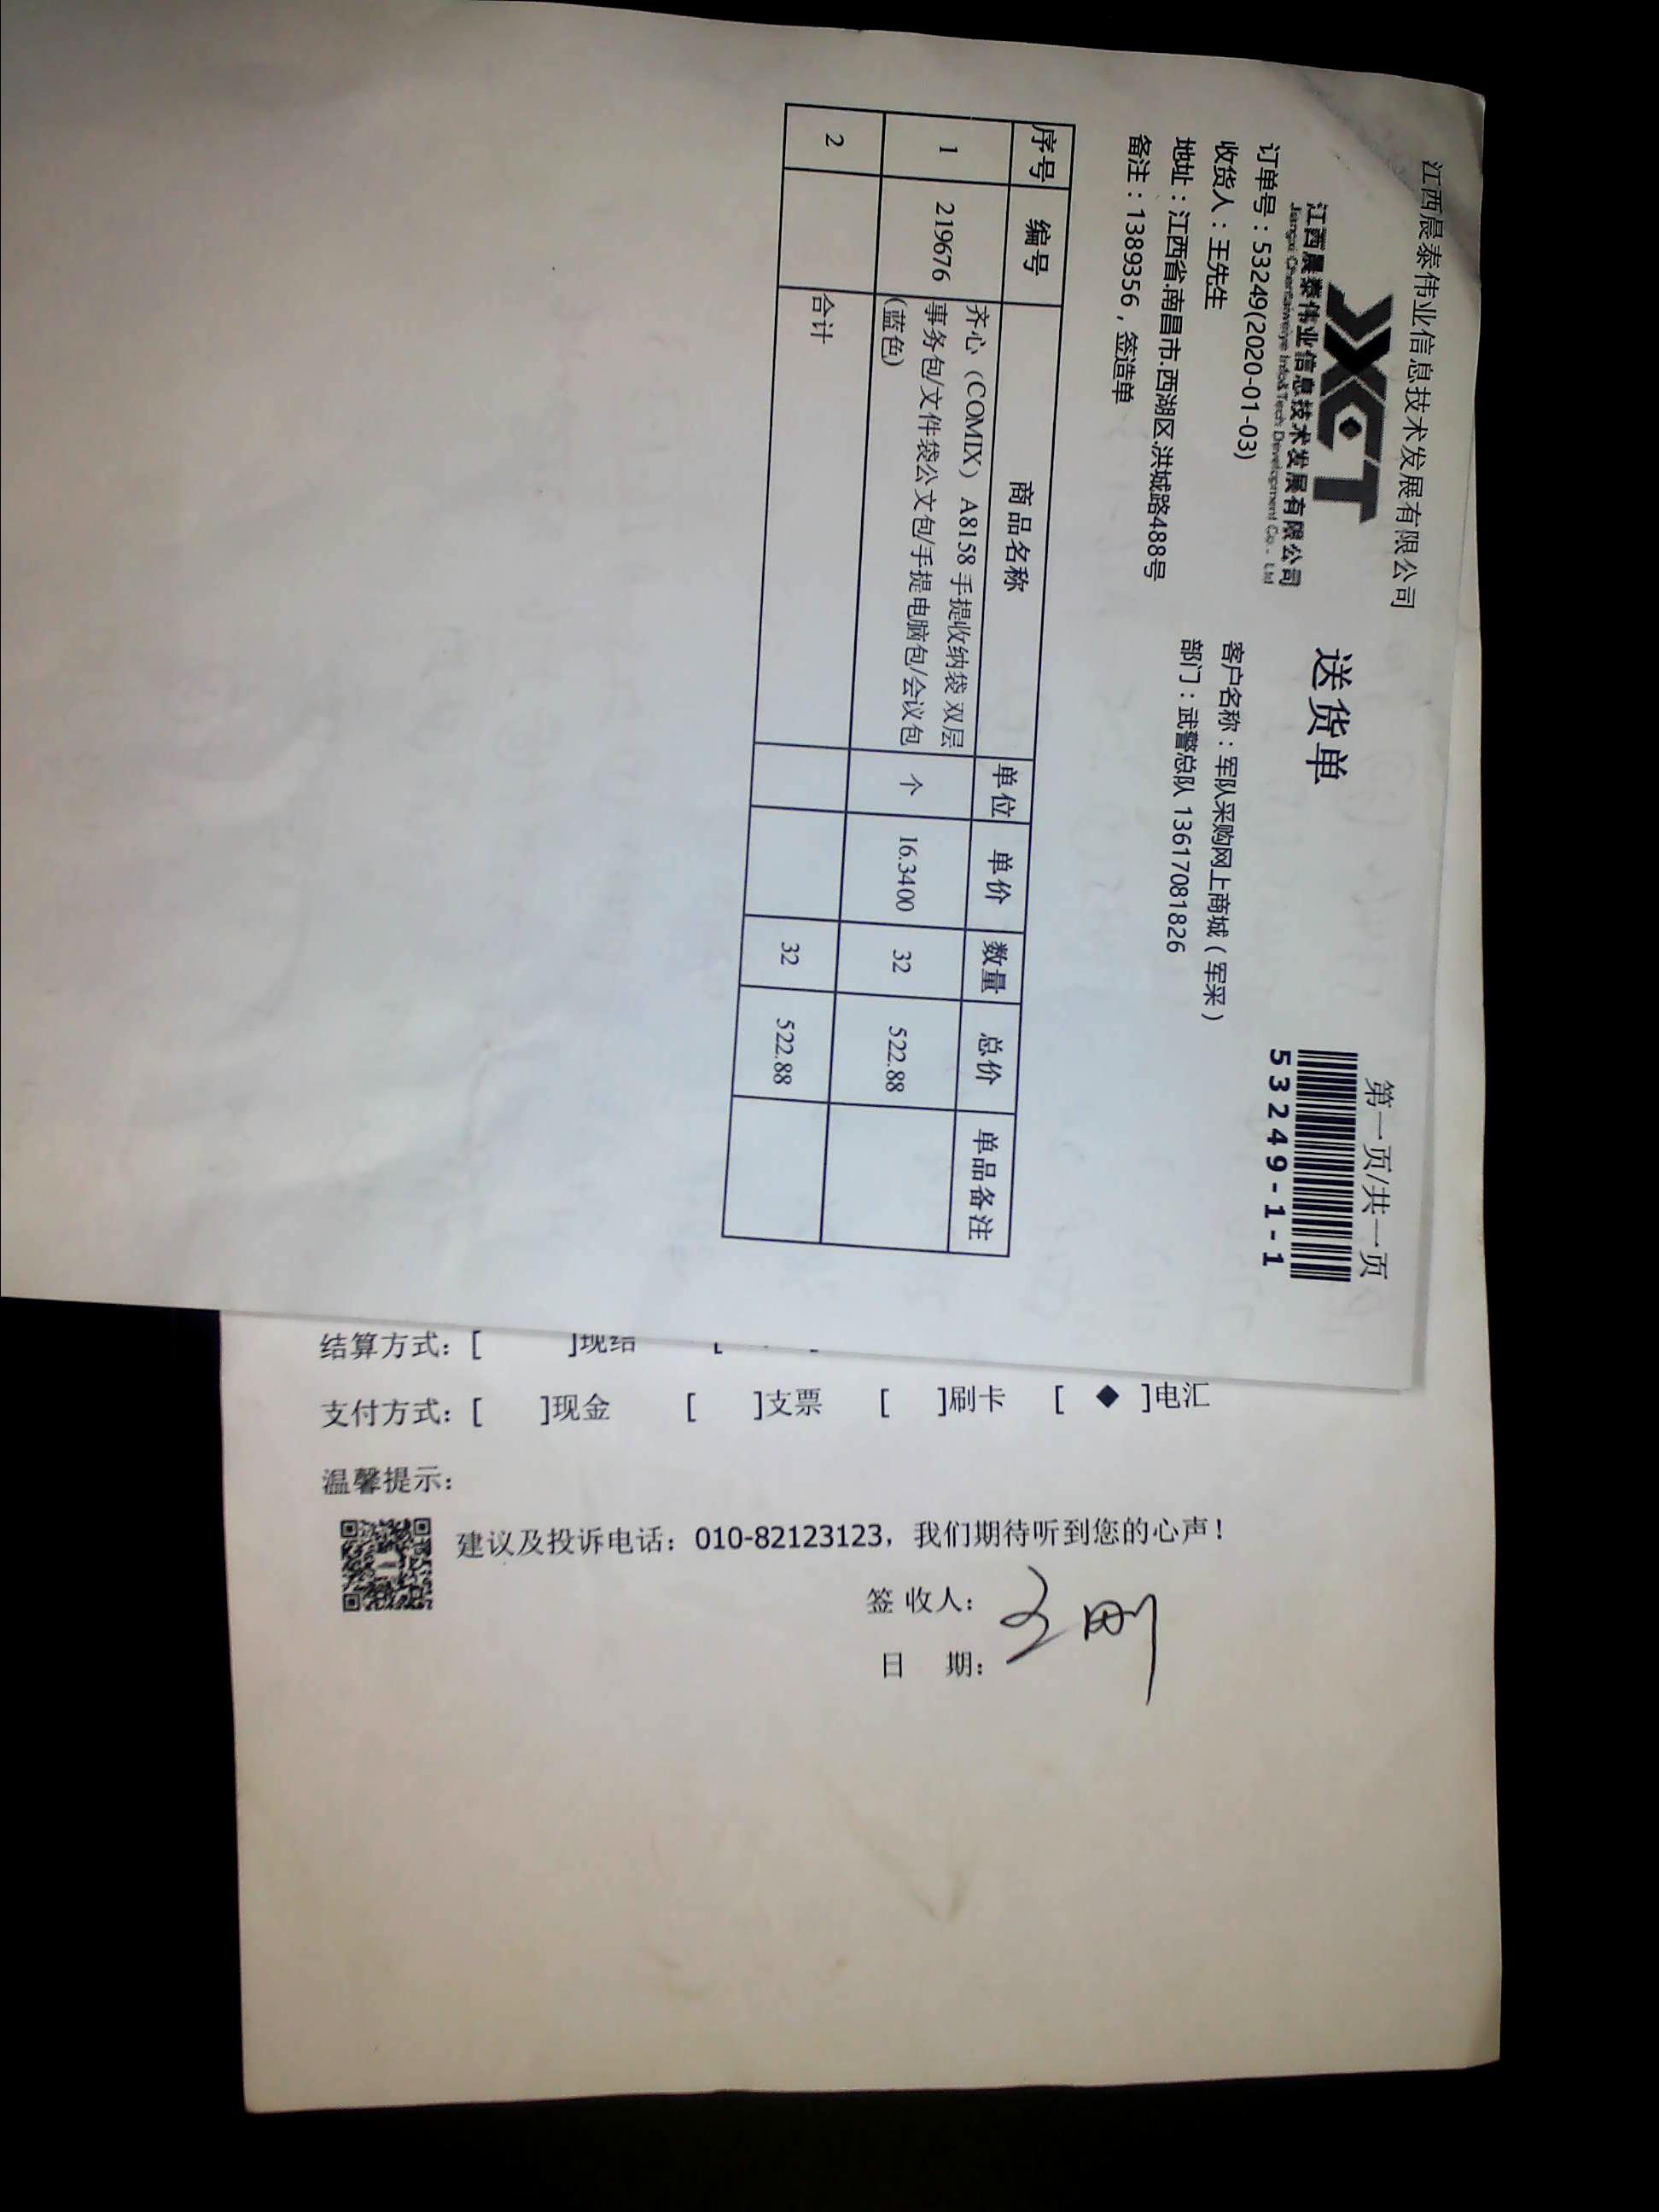 江西晨泰伟业信息技术发展有限公司
第一页/共一页
XCT
江西晨泰伟业信息技术发展有限公司
Jiangxi Chentaiweiye Info&Tech Development Co., Ltd
送货单
53249-1-1
订单号：53249(2020-01-03)
客户名称：军队采购网上商城（军采）
收货人：王先生
部门：武警总队 13617081826
地址：江西省.南昌市.西湖区.洪城路488号
备注：1389356，签造单
序号 编号 商品名称 单位 单价 数量 总价 单品备注
1 219676 齐心（COMIX）A8158 手提收纳袋 双层
事务包/文件袋公文包/手提电脑包/会议包
(蓝色) 个 16.3400 32 522.88
2 合计 32 522.88
结算方式：[ ]现结 [
支付方式：[ ]现金 [ ]支票 [ ]刷卡 [ ◆ ]电汇
温馨提示：
建议及投诉电话：010-82123123，我们期待听到您的心声！
签 收人：
日 期：